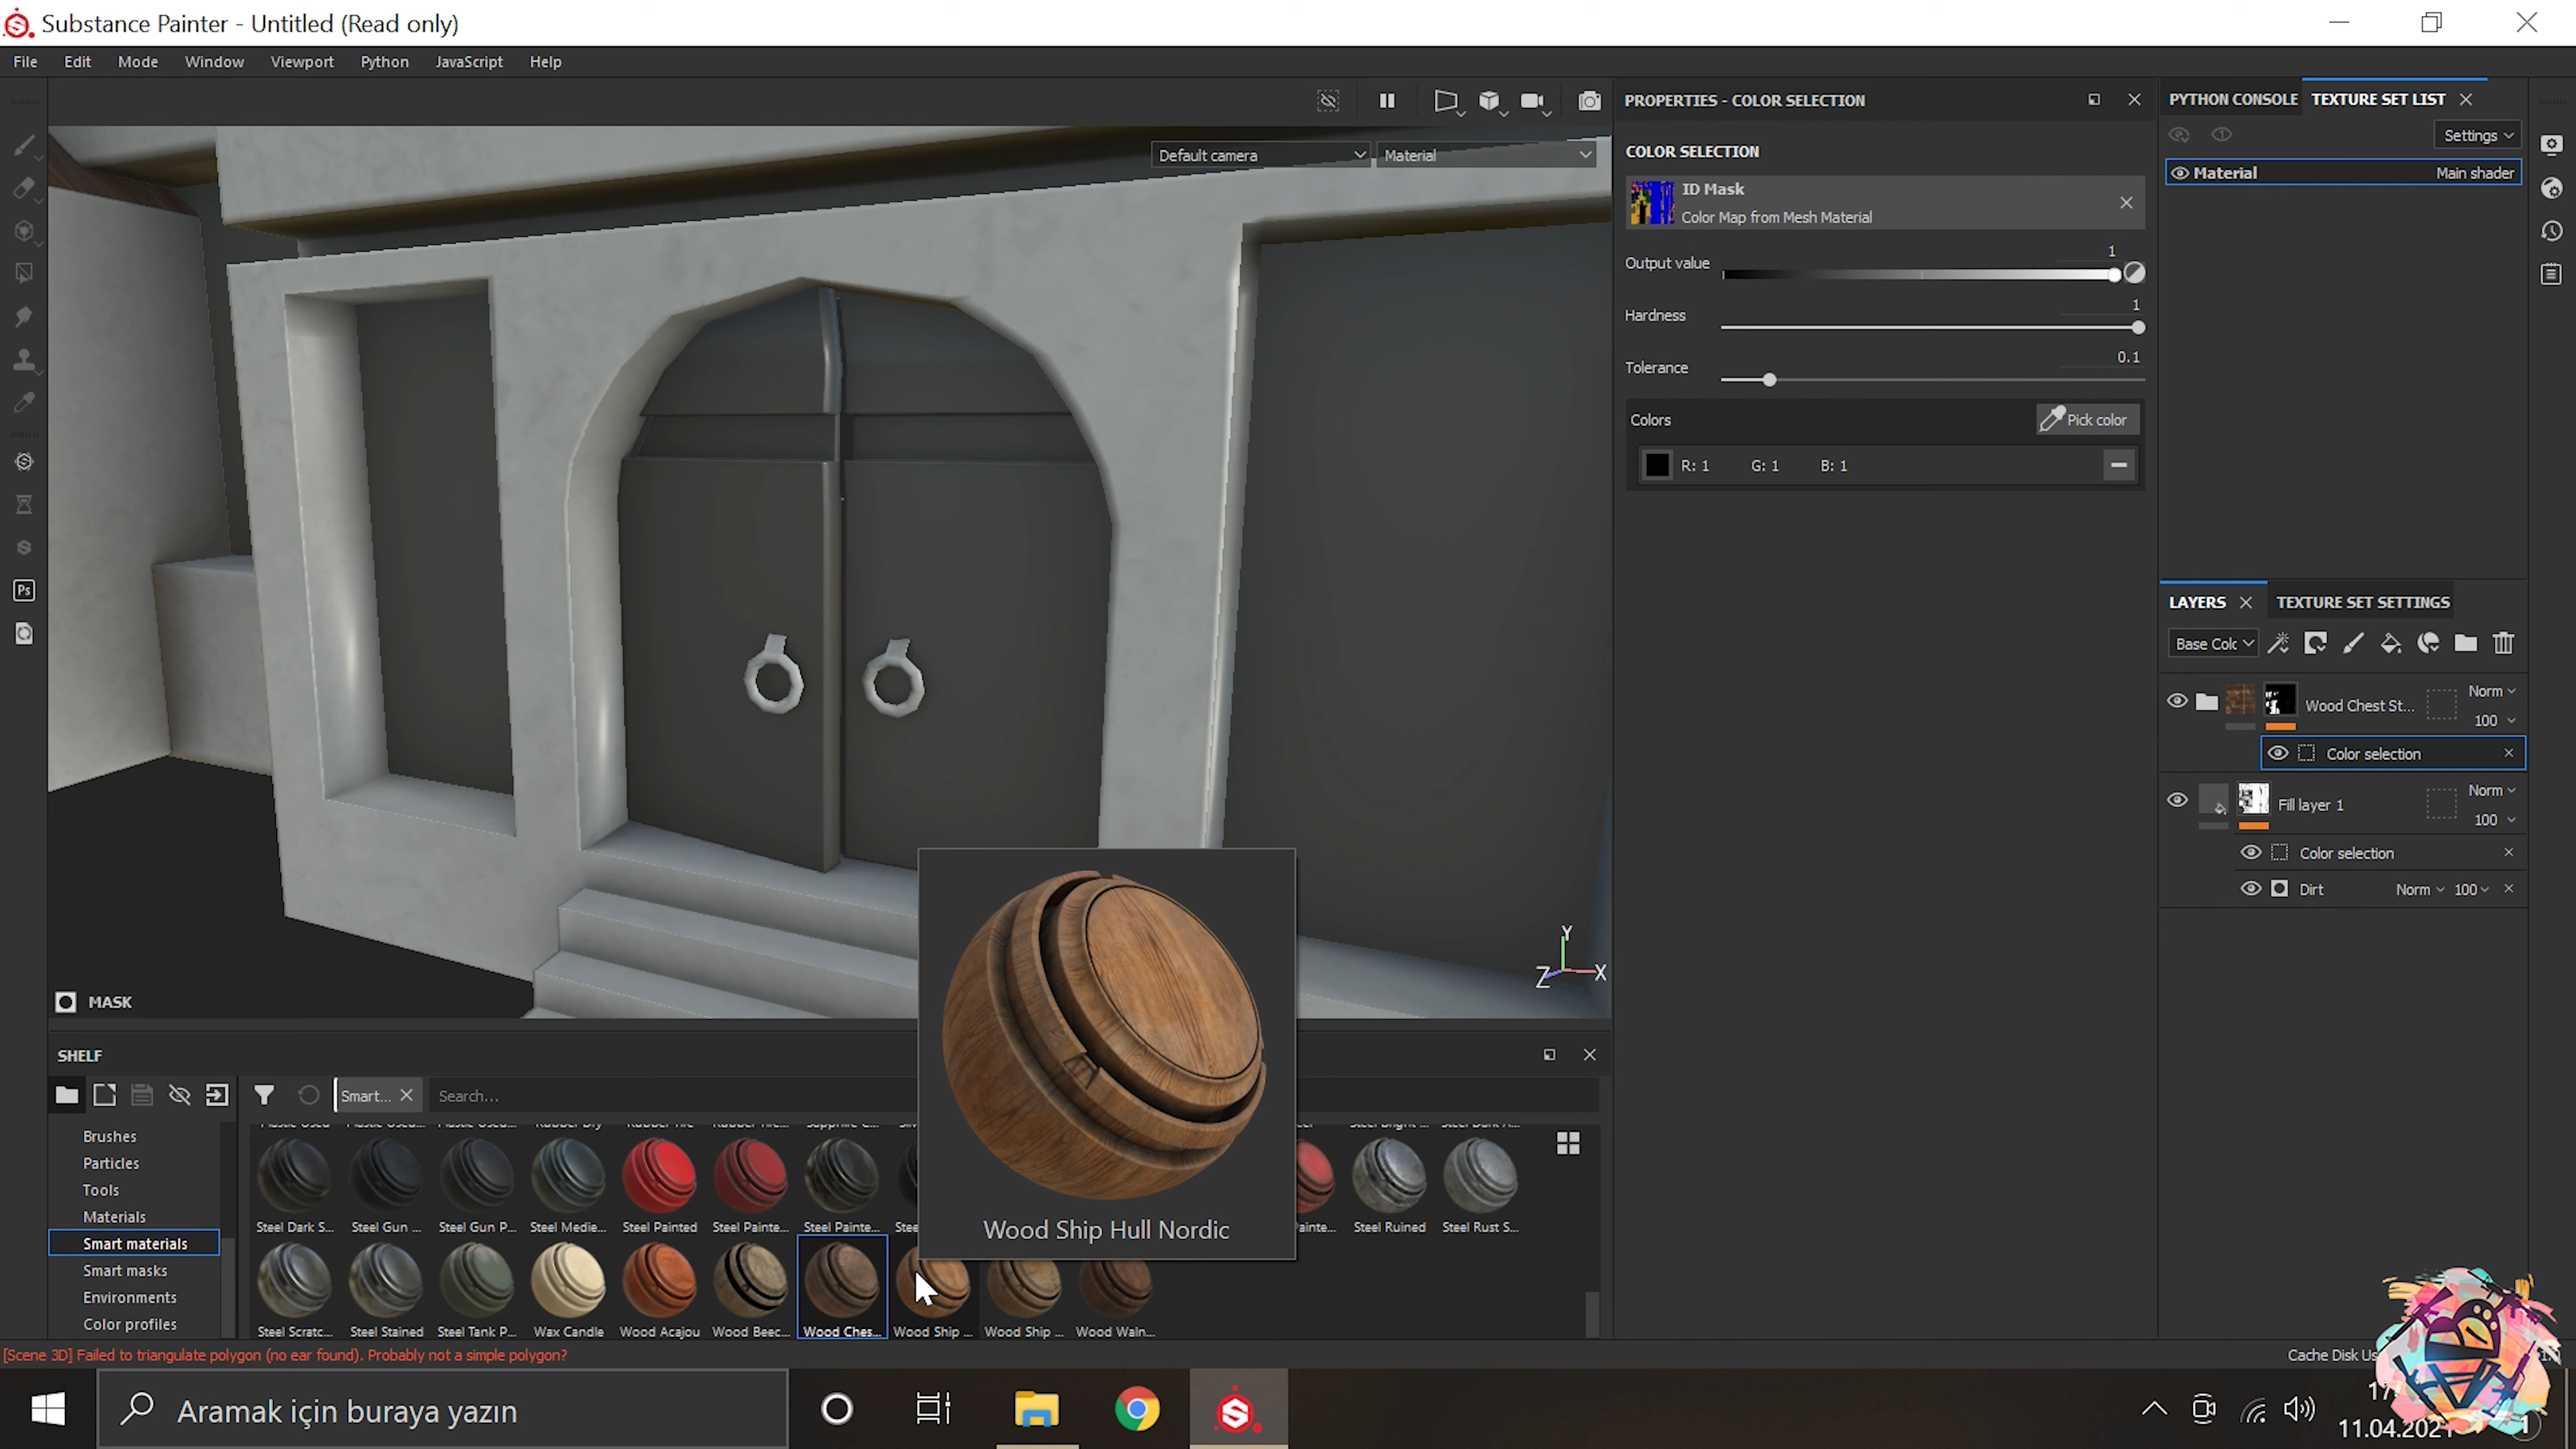 Substance Painter - Untitled (Read only)
File Edit Mode Window Viewport Python JavaScript Help
Default camera
Material
PROPERTIES - COLOR SELECTION
COLOR SELECTION
ID Mask
Color Map from Mesh Material
Output value
1
Hardness
1
Tolerance
0.1
Colors
Pick color
R: 1 G: 1 B: 1
PYTHON CONSOLE
TEXTURE SET LIST
Settings
Material
Main shader
LAYERS
TEXTURE SET SETTINGS
Base Colc
Wood Chest St...
Norm
100
Color selection
Fill layer 1
Norm
100
Color selection
Dirt
Norm
100
Y
Z
X
MASK
Ps
SHELF
Smart...
Search...
Brushes
Particles
Tools
Materials
Smart materials
Smart masks
Environments
Color profiles
Steel Dark S...
Steel Gun ...
Steel Gun P...
Steel Medie...
Steel Painted
Steel Painte...
Steel Painte...
Steel Ruined
Steel Rust S...
Wood Ship Hull Nordic
Steel Scratc...
Steel Stained
Steel Tank P...
Wax Candle
Wood Acajou
Wood Beec...
Wood Ches...
Wood Ship ...
Wood Ship ...
Wood Waln...
[Scene 3D] Failed to triangulate polygon (no ear found). Probably not a simple polygon?
Cache Disk
Aramak için buraya yazın